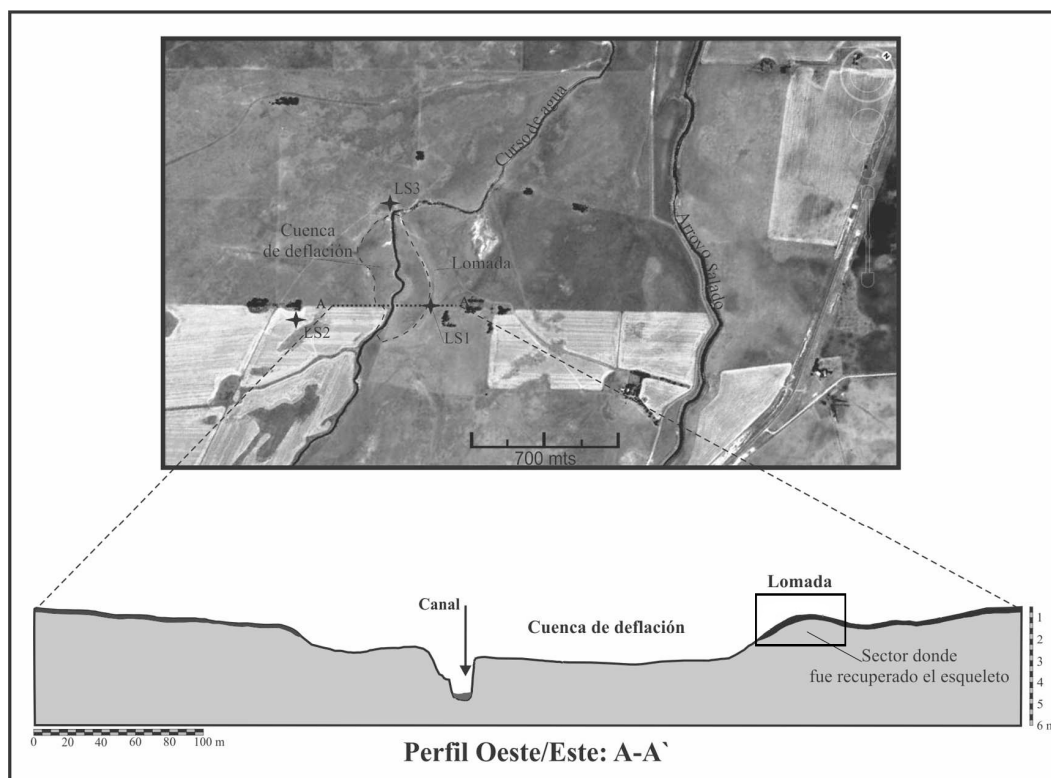 Curso de agua
LS3
Cuenca
de deflación
Lomada
Arroyo Salado
A
A`
LS2
LS1
700 mts
Lomada
Canal
Cuenca de deflación
Sector donde
fue recuperado el esqueleto
1
2
3
4
5
6 m
0 20 40 60 80 100 m
Perfil Oeste/Este: A-A`